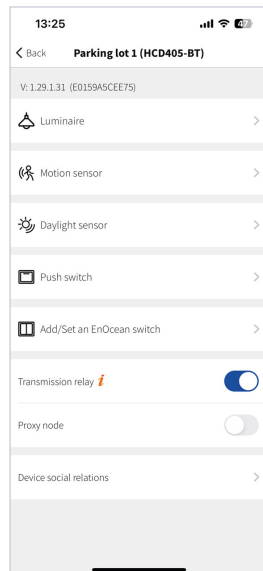 13:25
47
Back Parking lot 1 (HCD405-BT)
V: 1.29.1.31 (E0159A5CEE75)
Luminaire
Motion sensor
Daylight sensor
Push switch
Add/Set an EnOcean switch
Transmission relay i
Proxy node
Device social relations